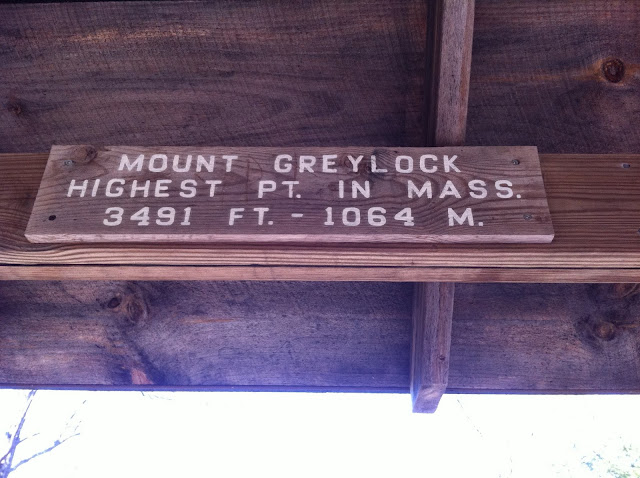 MOUNT GREYLOCK
HIGHEST PT. IN MASS.
3491 FT. - 1064 M.